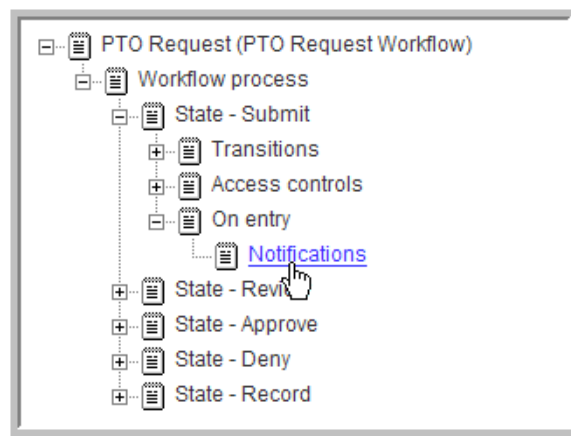 PTO Request (PTO Request Workflow)
Workflow process
State - Submit
Transitions
Access controls
On entry
Notifications
State - Review
State - Approve
State - Deny
State - Record